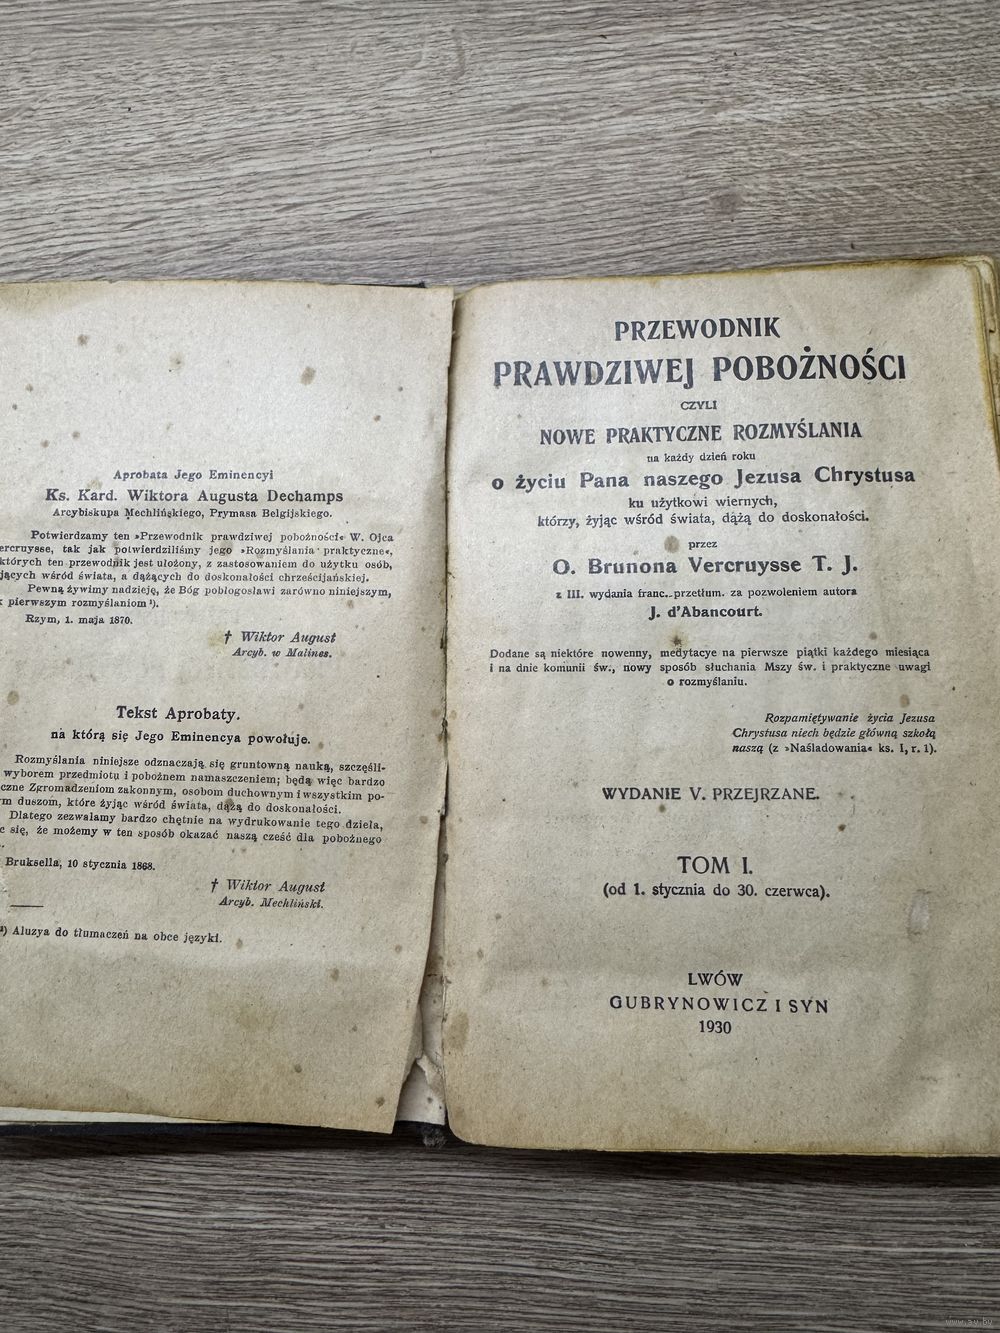 Aprobata Jego Eminencyi
Ks. Kard. Wiktora Augusta Dechamps
Arcybiskupa Mechlińskiego, Prymasa Belgijskiego.
Potwierdzamy ten »Przewodnik prawdziwej pobożności« W. Ojca
ercruysse, tak jak potwierdziliśmy jego »Rozmyślania praktyczne«,
których ten przewodnik jest ułożony, z zastosowaniem do użytku osób,
jących wśród świata, a dążących do doskonałości chrześcijańskiej.
Pewną żywimy nadzieję, że Bóg pobłogosławi zarówno niniejszym,
k pierwszym rozmyślaniom ¹).
Rzym, 1. maja 1870.
† Wiktor August
Arcyb. w Malines.
Tekst Aprobaty.
na którą się Jego Eminencya powołuje.
Rozmyślania niniejsze odznaczają się gruntowną nauką, szczęśli-
wyborem przedmiotu i pobożnem namaszczeniem; będą więc bardzo
czne Zgromadzeniom zakonnym, osobom duchownym i wszystkim po-
m duszom, które żyjąc wśród świata, dążą do doskonałości.
Dlatego zezwalamy bardzo chętnie na wydrukowanie tego dzieła,
c się, że możemy w ten sposób okazać naszą cześć dla pobożnego
Bruksella, 10 stycznia 1868.
† Wiktor August
Arcyb. Mechliński.
¹) Aluzya do tłumaczeń na obce języki.
PRZEWODNIK
PRAWDZIWEJ POBOŻNOŚCI
CZYLI
NOWE PRAKTYCZNE ROZMYŚLANIA
na każdy dzień roku
o życiu Pana naszego Jezusa Chrystusa
ku użytkowi wiernych,
którzy, żyjąc wśród świata, dążą do doskonałości.
przez
O. Brunona Vercruysse T. J.
z III. wydania franc. przetłum. za pozwoleniem autora
J. d'Abancourt.
Dodane są niektóre nowenny, medytacye na pierwsze piątki każdego miesiąca
i na dnie komunii św., nowy sposób słuchania Mszy św. i praktyczne uwagi
o rozmyślaniu.
Rozpamiętywanie życia Jezusa
Chrystusa niech będzie główną szkołą
naszą (z »Naśladowania« ks. I, r. 1).
WYDANIE V. PRZEJRZANE.
TOM I.
(od 1. stycznia do 30. czerwca).
LWÓW
GUBRYNOWICZ I SYN
1930